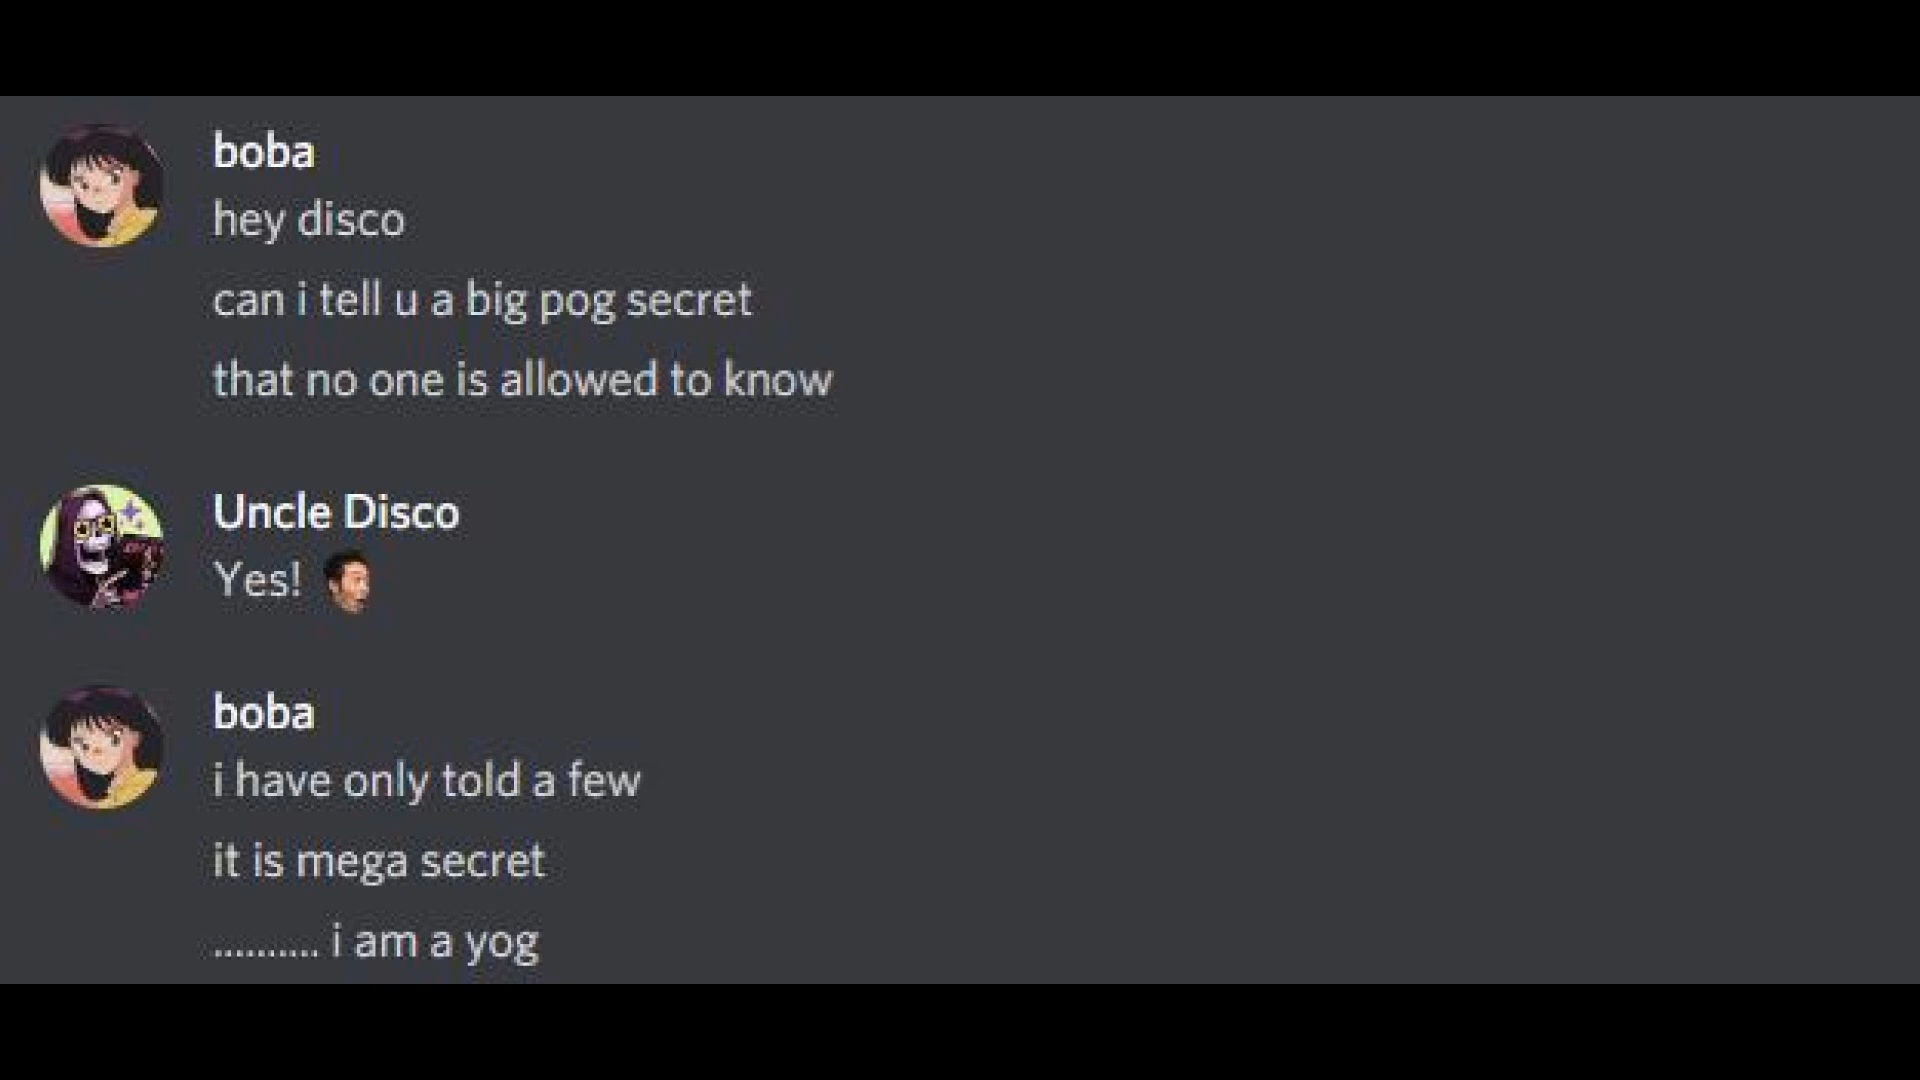 boba
hey disco
can i tell u a big pog secret
that no one is allowed to know
Uncle Disco
Yes!
boba
i have only told a few
it is mega secret
.......... i am a yog